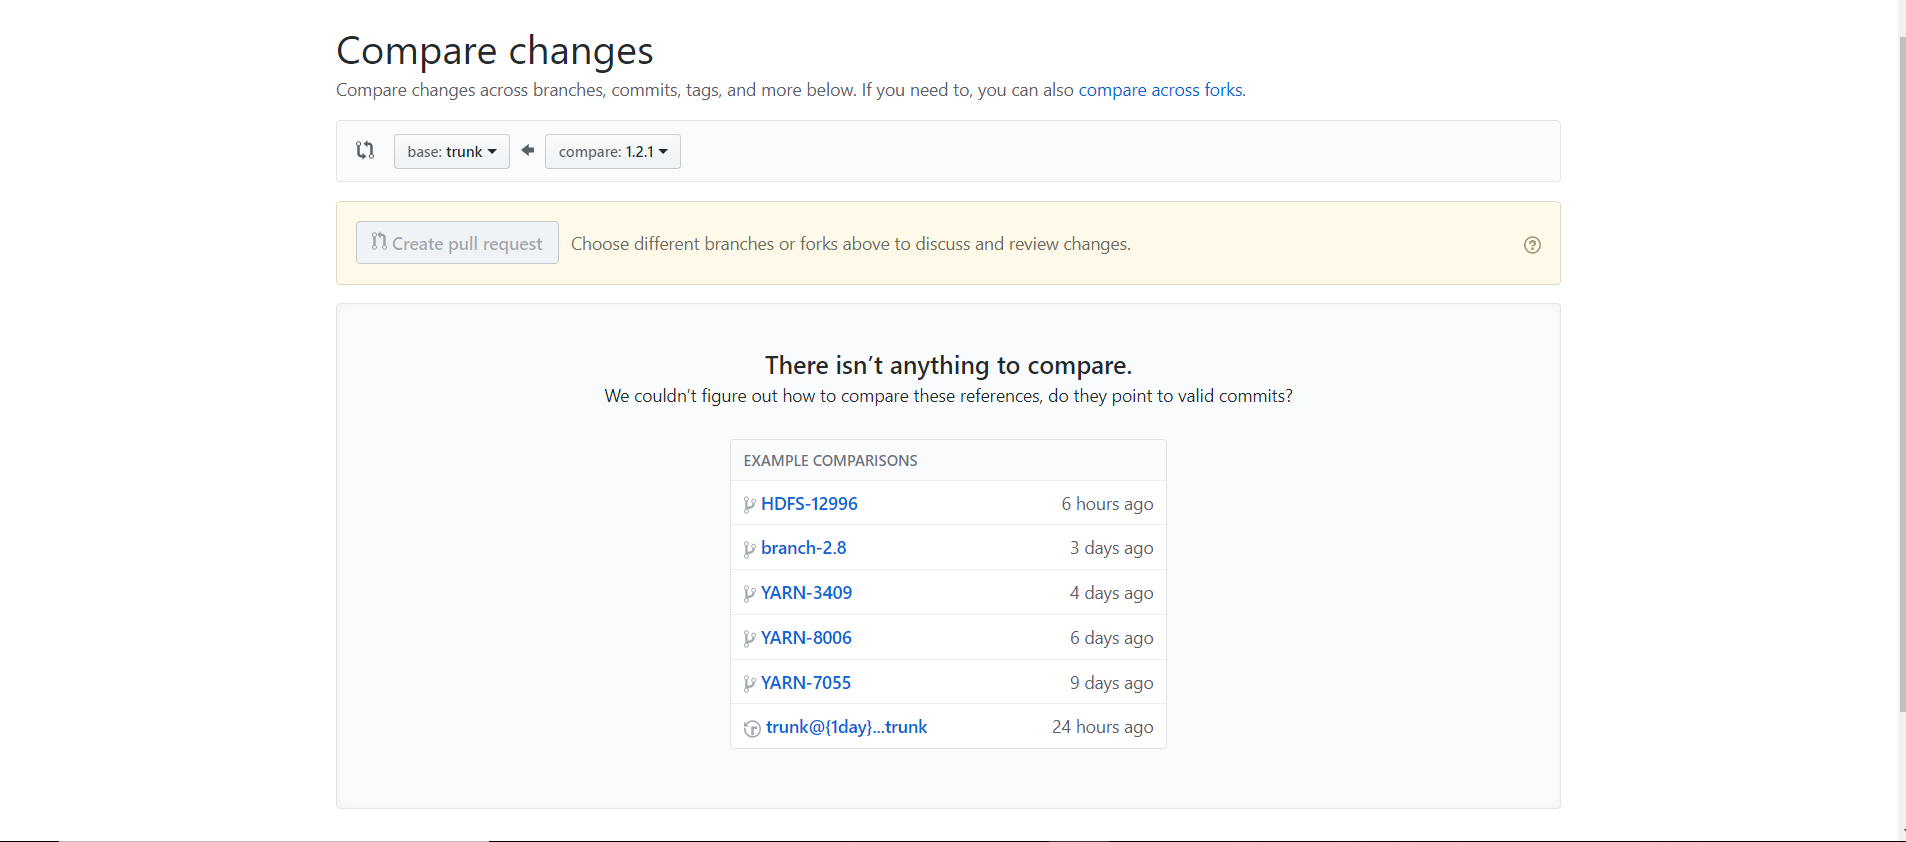 Compare changes
Compare changes across branches, commits, tags, and more below. If you need to, you can also compare across forks.
base: trunk compare: 1.2.1
Create pull request Choose different branches or forks above to discuss and review changes.
There isn’t anything to compare.
We couldn’t figure out how to compare these references, do they point to valid commits?
EXAMPLE COMPARISONS
HDFS-12996 6 hours ago
branch-2.8 3 days ago
YARN-3409 4 days ago
YARN-8006 6 days ago
YARN-7055 9 days ago
trunk@{1day}...trunk 24 hours ago